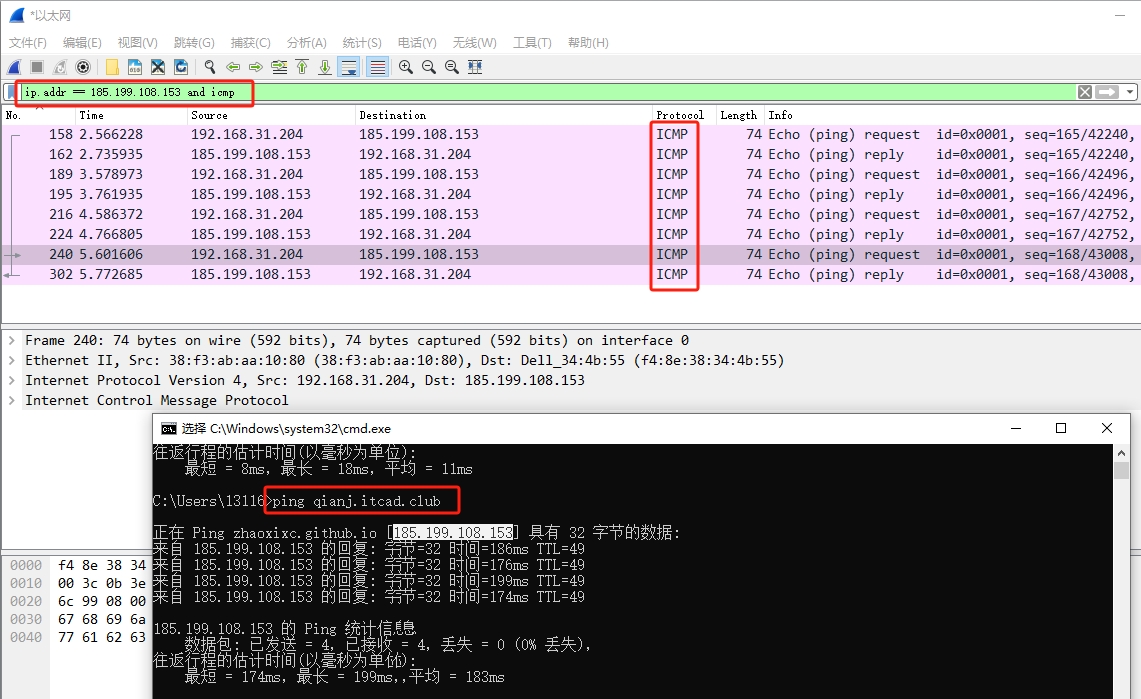 *以太网
文件(F) 编辑(E) 视图(V) 跳转(G) 捕获(C) 分析(A) 统计(S) 电话(Y) 无线(W) 工具(T) 帮助(H)
ip.addr == 185.199.108.153 and icmp
No. Time Source Destination Protocol Length Info
158 2.566228 192.168.31.204 185.199.108.153 ICMP 74 Echo (ping) request id=0x0001, seq=165/42240,
162 2.735935 185.199.108.153 192.168.31.204 ICMP 74 Echo (ping) reply id=0x0001, seq=165/42240,
189 3.578973 192.168.31.204 185.199.108.153 ICMP 74 Echo (ping) request id=0x0001, seq=166/42496,
195 3.761935 185.199.108.153 192.168.31.204 ICMP 74 Echo (ping) reply id=0x0001, seq=166/42496,
216 4.586372 192.168.31.204 185.199.108.153 ICMP 74 Echo (ping) request id=0x0001, seq=167/42752,
224 4.766805 185.199.108.153 192.168.31.204 ICMP 74 Echo (ping) reply id=0x0001, seq=167/42752,
240 5.601606 192.168.31.204 185.199.108.153 ICMP 74 Echo (ping) request id=0x0001, seq=168/43008,
302 5.772685 185.199.108.153 192.168.31.204 ICMP 74 Echo (ping) reply id=0x0001, seq=168/43008,
Frame 240: 74 bytes on wire (592 bits), 74 bytes captured (592 bits) on interface 0
Ethernet II, Src: 38:f3:ab:aa:10:80 (38:f3:ab:aa:10:80), Dst: Dell_34:4b:55 (f4:8e:38:34:4b:55)
Internet Protocol Version 4, Src: 192.168.31.204, Dst: 185.199.108.153
Internet Control Message Protocol
选择 C:\Windows\system32\cmd.exe
往返行程的估计时间(以毫秒为单位):
最短 = 8ms，最长 = 18ms，平均 = 11ms
C:\Users\13116>ping qianj.itcad.club
正在 Ping zhaoxixc.github.io [185.199.108.153] 具有 32 字节的数据:
来自 185.199.108.153 的回复: 字节=32 时间=186ms TTL=49
来自 185.199.108.153 的回复: 字节=32 时间=176ms TTL=49
来自 185.199.108.153 的回复: 字节=32 时间=199ms TTL=49
来自 185.199.108.153 的回复: 字节=32 时间=174ms TTL=49
185.199.108.153 的 Ping 统计信息
数据包: 已发送 = 4，已接收 = 4，丢失 = 0 (0% 丢失)，
往返行程的估计时间(以毫秒为单位):
最短 = 174ms，最长 = 199ms，,平均 = 183ms
0000 f4 8e 38 34
0010 00 3c 0b 3e
0020 6c 99 08 00
0030 67 68 69 6a
0040 77 61 62 63